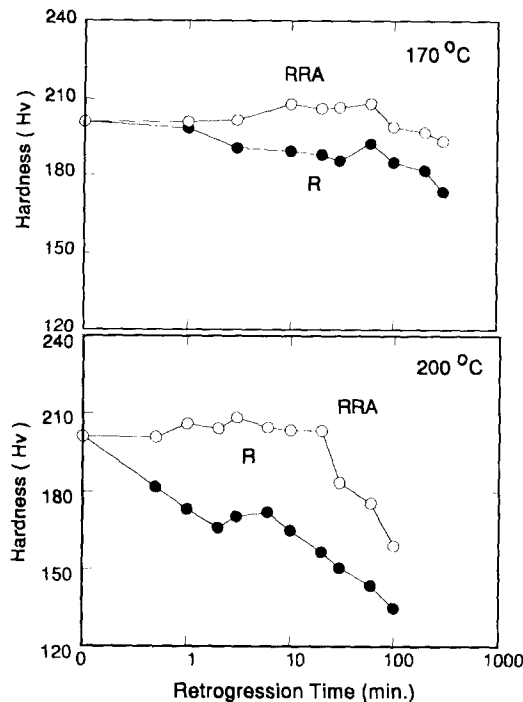 240
170 °C
RRA
210
180
R
150
120
Hardness ( Hv )
240
200 °C
RRA
210
R
180
150
120
Hardness ( Hv )
0 1 10 100 1000
Retrogression Time (min.)